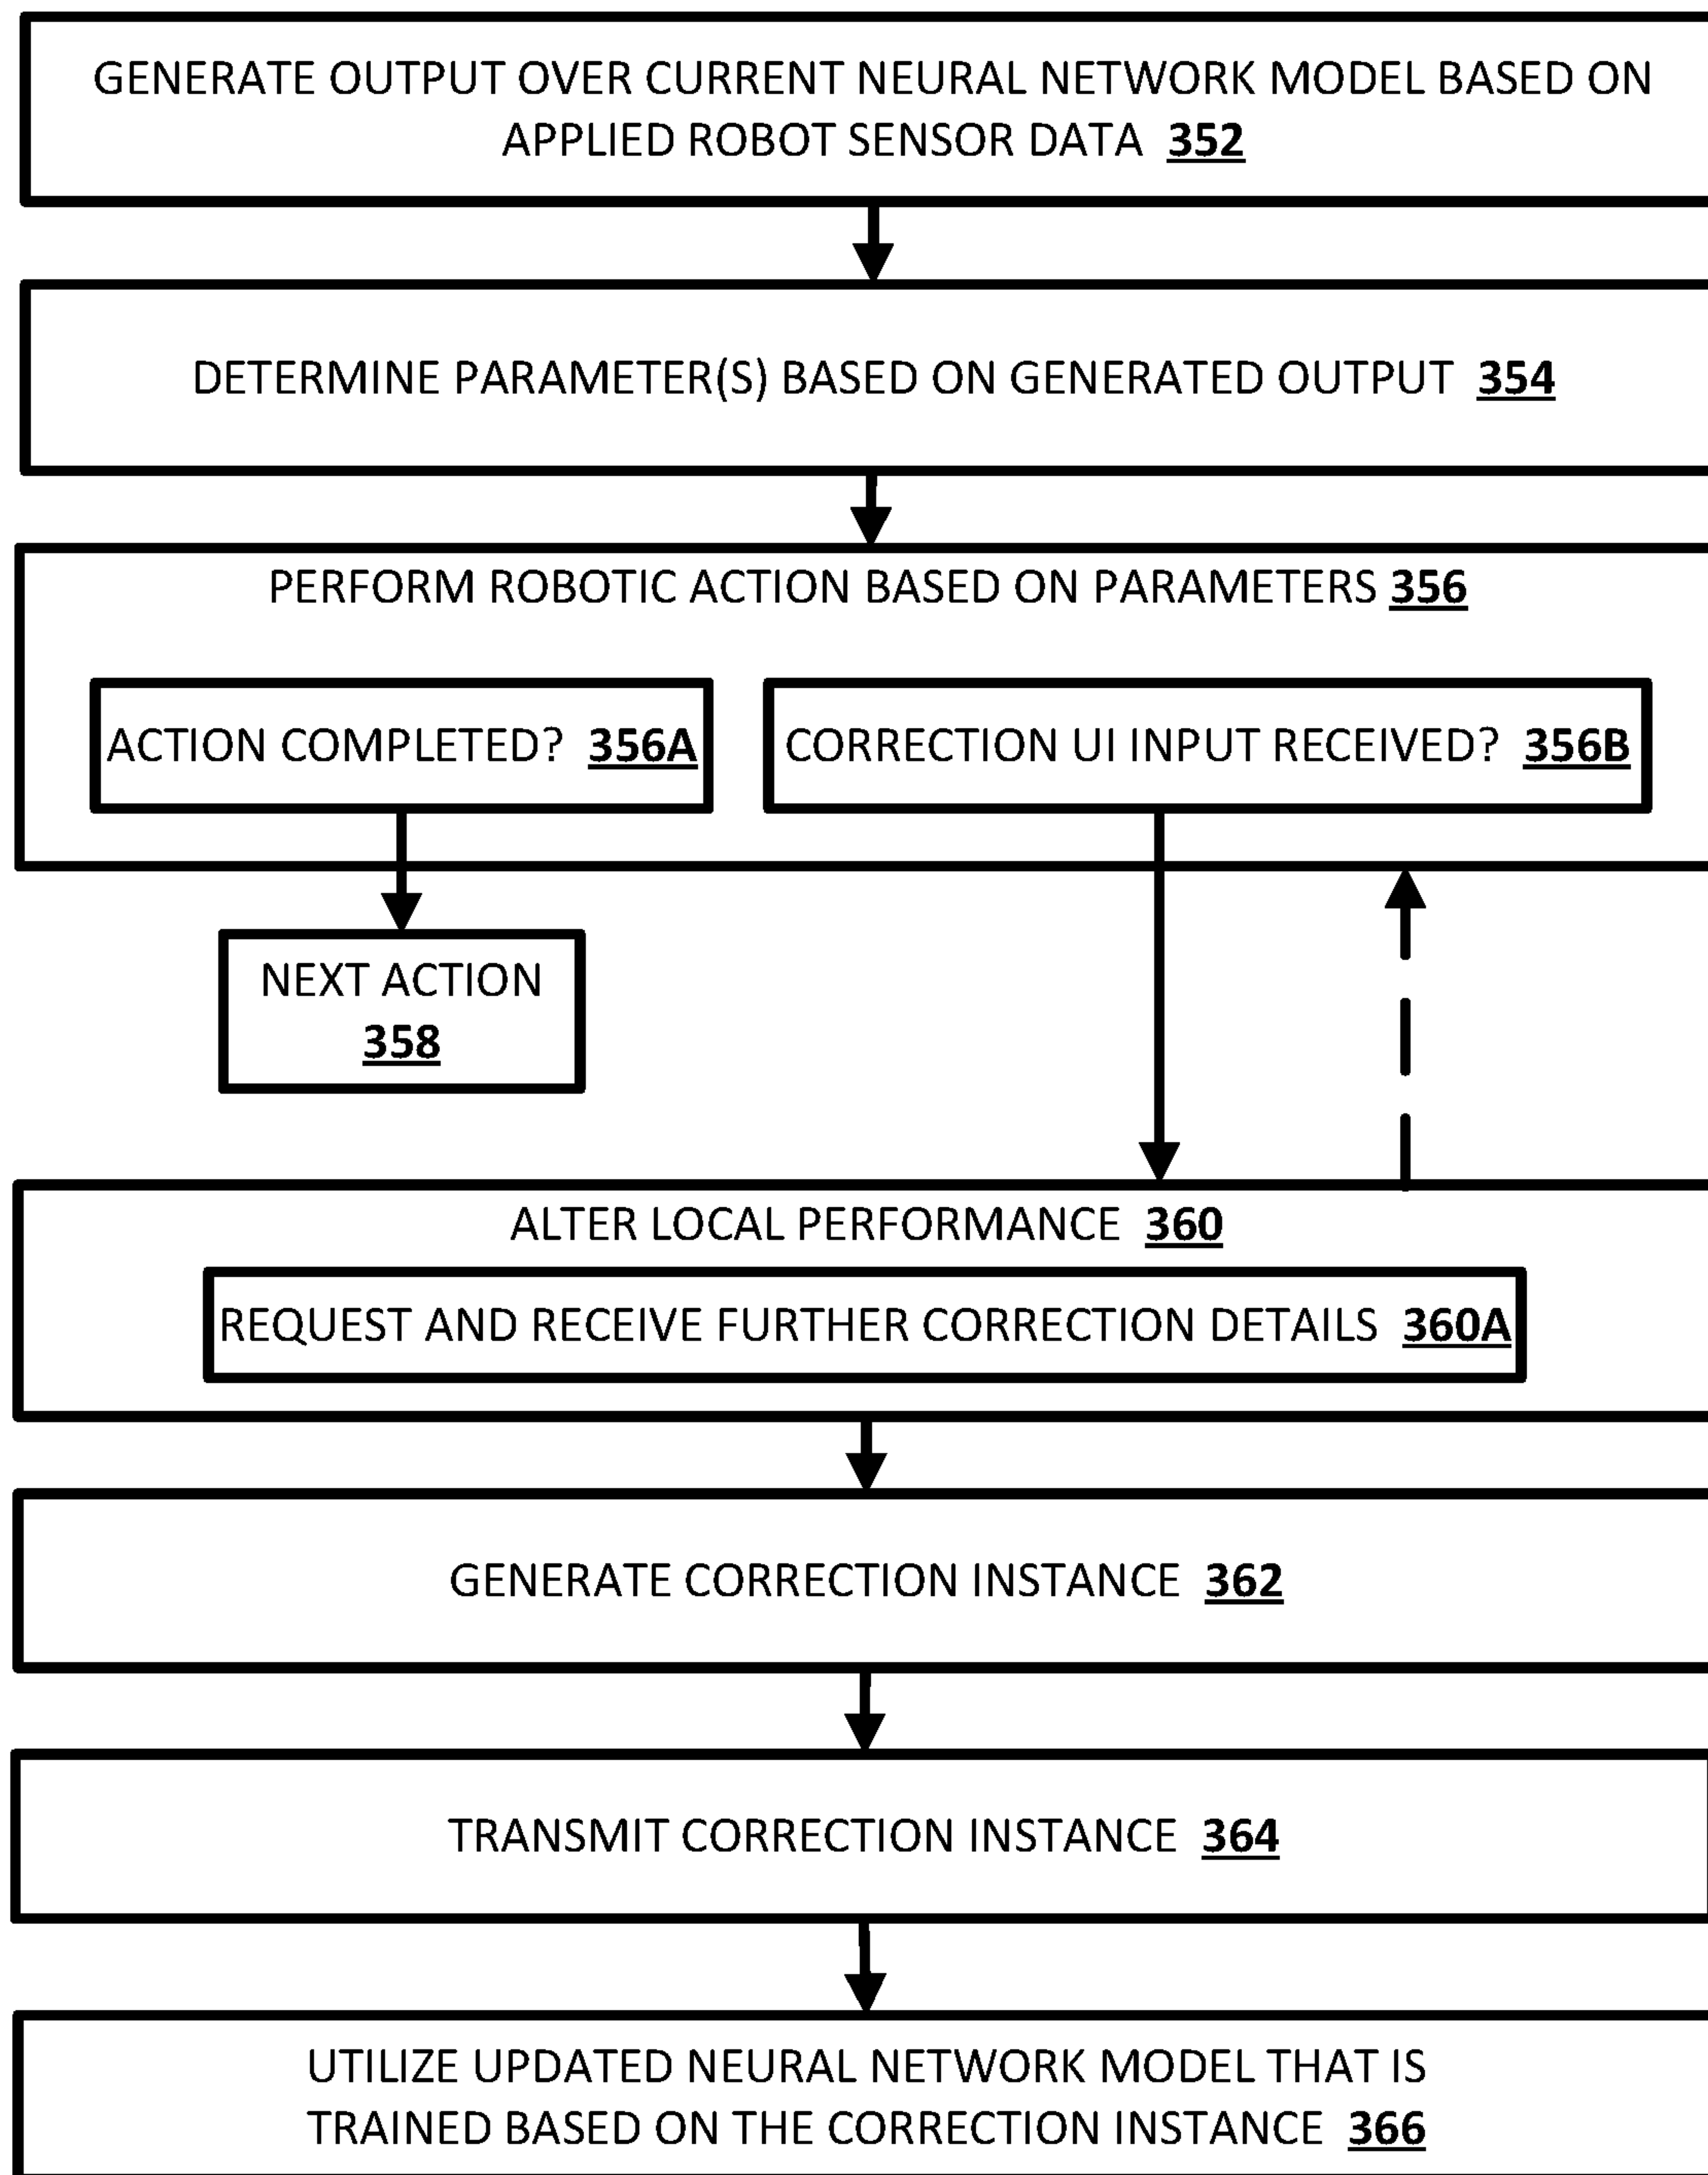 GENERATE OUTPUT OVER CURRENT NEURAL NETWORK MODEL BASED ON
APPLIED ROBOT SENSOR DATA 352
DETERMINE PARAMETER(S) BASED ON GENERATED OUTPUT 354
PERFORM ROBOTIC ACTION BASED ON PARAMETERS 356
ACTION COMPLETED? 356A
CORRECTION UI INPUT RECEIVED? 356B
NEXT ACTION
358
ALTER LOCAL PERFORMANCE 360
REQUEST AND RECEIVE FURTHER CORRECTION DETAILS 360A
GENERATE CORRECTION INSTANCE 362
TRANSMIT CORRECTION INSTANCE 364
UTILIZE UPDATED NEURAL NETWORK MODEL THAT IS
TRAINED BASED ON THE CORRECTION INSTANCE 366